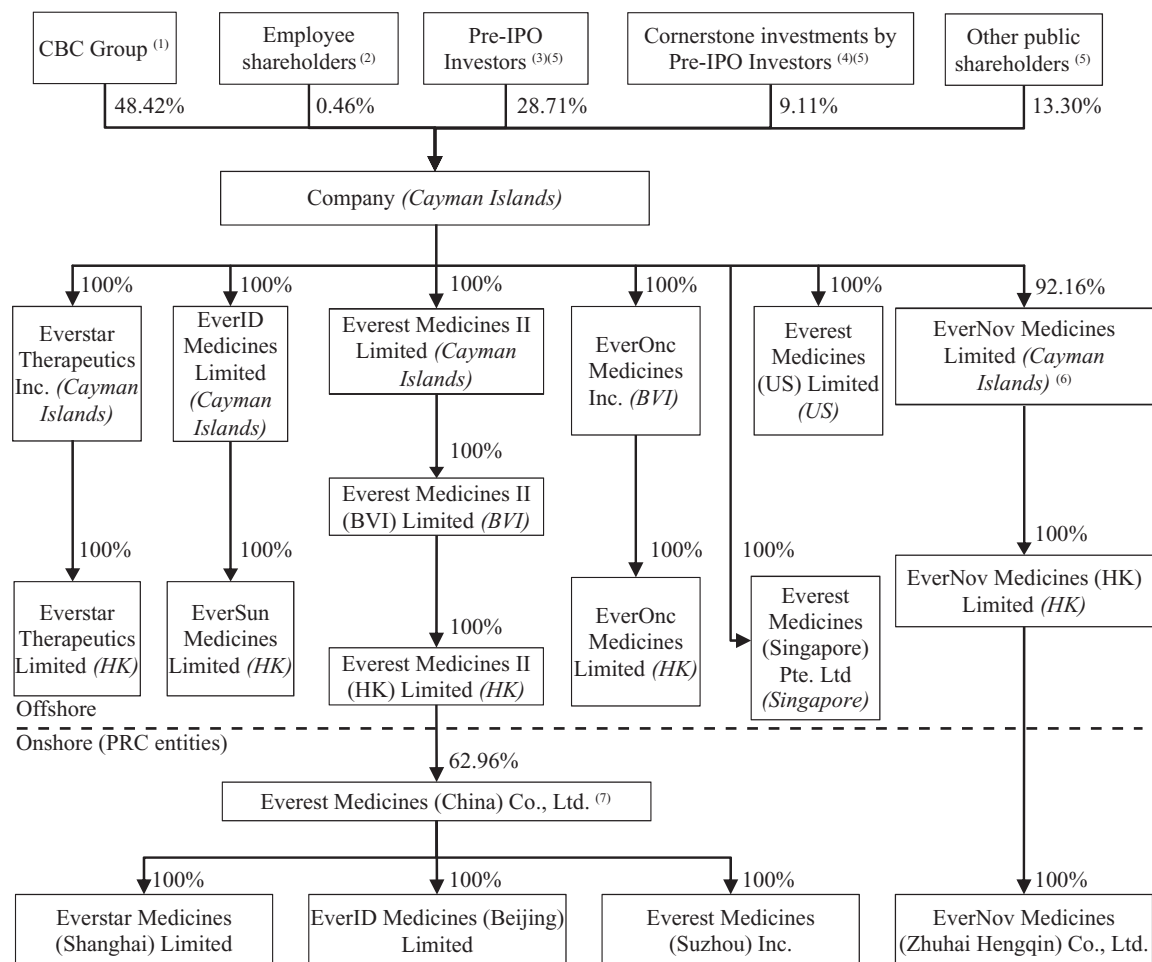 CBC Group (1)
Employee
shareholders (2)
Pre-IPO
Investors (3)(5)
Cornerstone investments by
Pre-IPO Investors (4)(5)
Other public
shareholders (5)
48.42%
0.46%
28.71%
9.11%
13.30%
Company (Cayman Islands)
100%
100%
100%
100%
100%
92.16%
Everstar
Therapeutics
Inc. (Cayman
Islands)
EverID
Medicines
Limited
(Cayman
Islands)
Everest Medicines II
Limited (Cayman
Islands)
EverOnc
Medicines
Inc. (BVI)
Everest
Medicines
(US) Limited
(US)
EverNov Medicines
Limited (Cayman
Islands) (6)
100%
Everest Medicines II
(BVI) Limited (BVI)
100%
100%
100%
100%
100%
100%
Everstar
Therapeutics
Limited (HK)
EverSun
Medicines
Limited (HK)
Everest Medicines II
(HK) Limited (HK)
EverOnc
Medicines
Limited (HK)
Everest
Medicines
(Singapore)
Pte. Ltd
(Singapore)
EverNov Medicines (HK)
Limited (HK)
Offshore
Onshore (PRC entities)
62.96%
Everest Medicines (China) Co., Ltd. (7)
100%
100%
100%
100%
Everstar Medicines
(Shanghai) Limited
EverID Medicines (Beijing)
Limited
Everest Medicines
(Suzhou) Inc.
EverNov Medicines
(Zhuhai Hengqin) Co., Ltd.